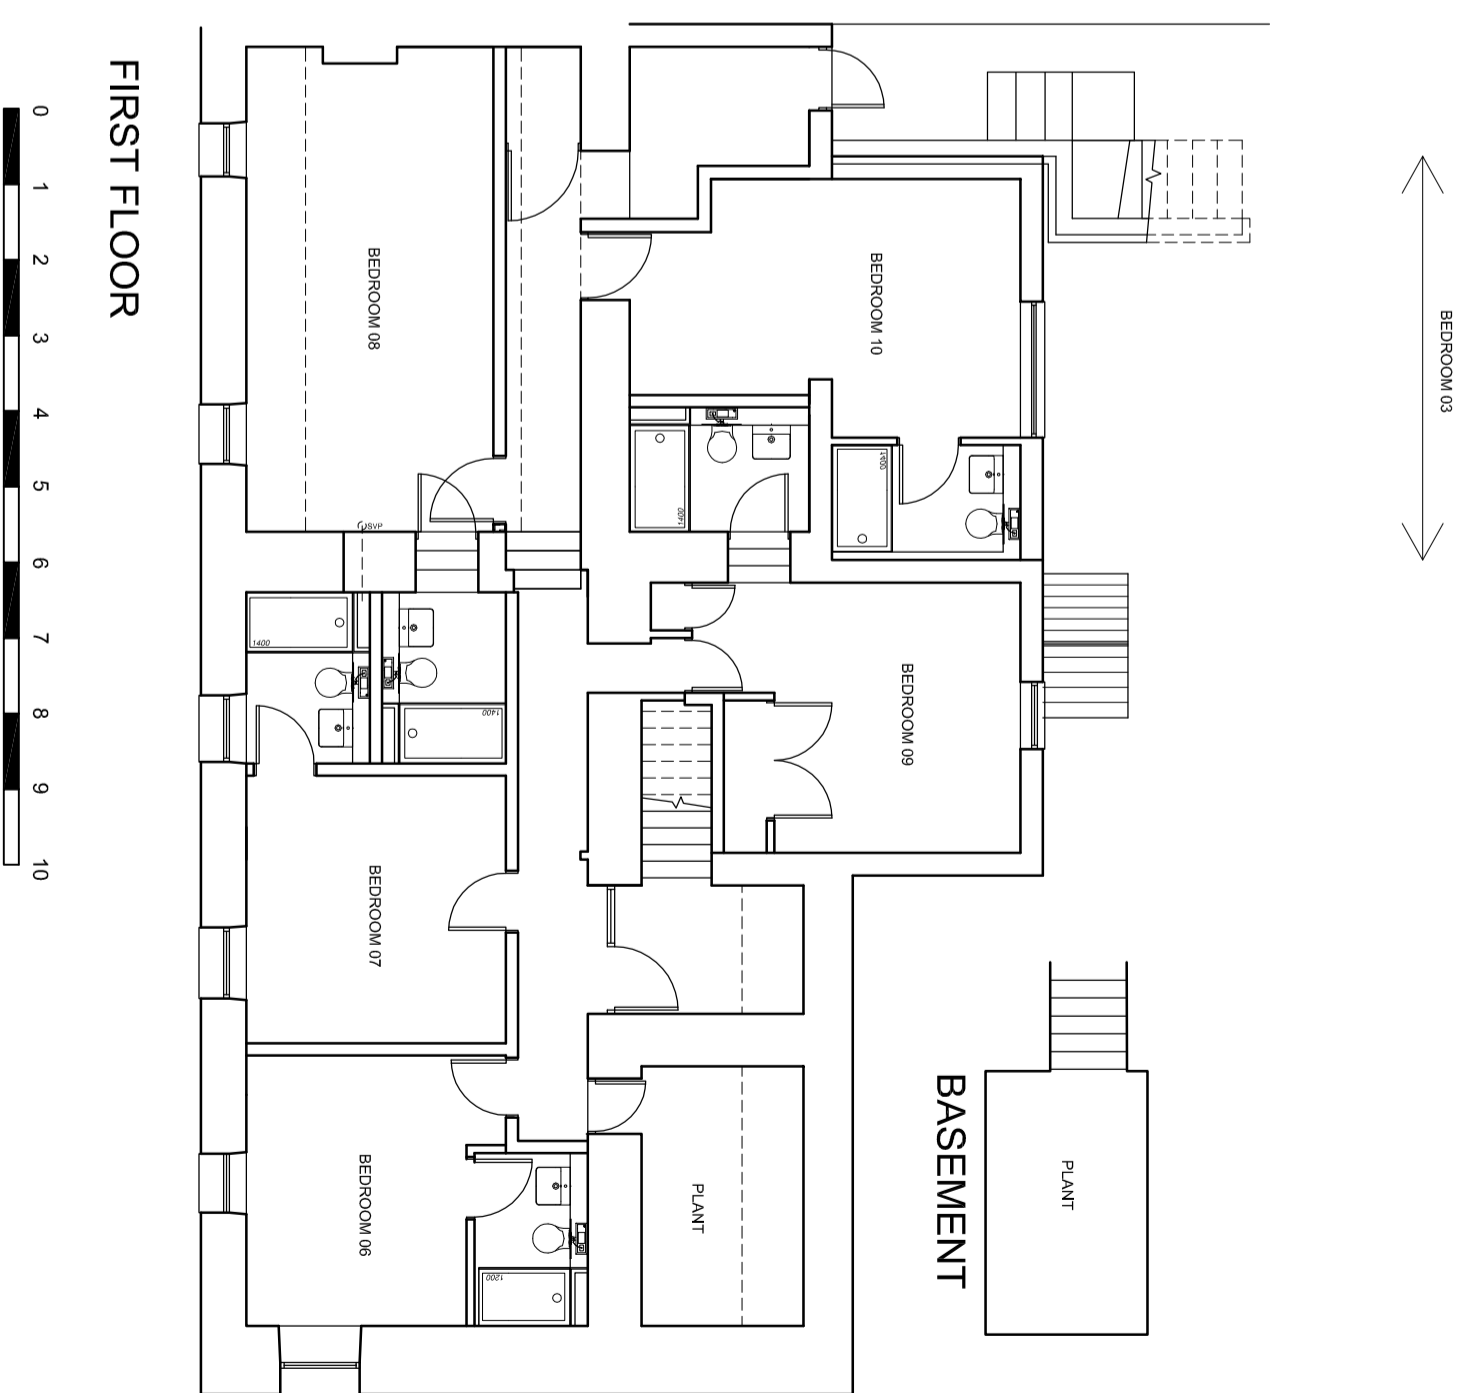 BEDROOM 03
BEDROOM 10
1400
BEDROOM 09
BASEMENT
PLANT
1400
PLANT
BEDROOM 08
SVP
1400
1400
BEDROOM 07
BEDROOM 06
1200
FIRST FLOOR
0 1 2 3 4 5 6 7 8 9 10